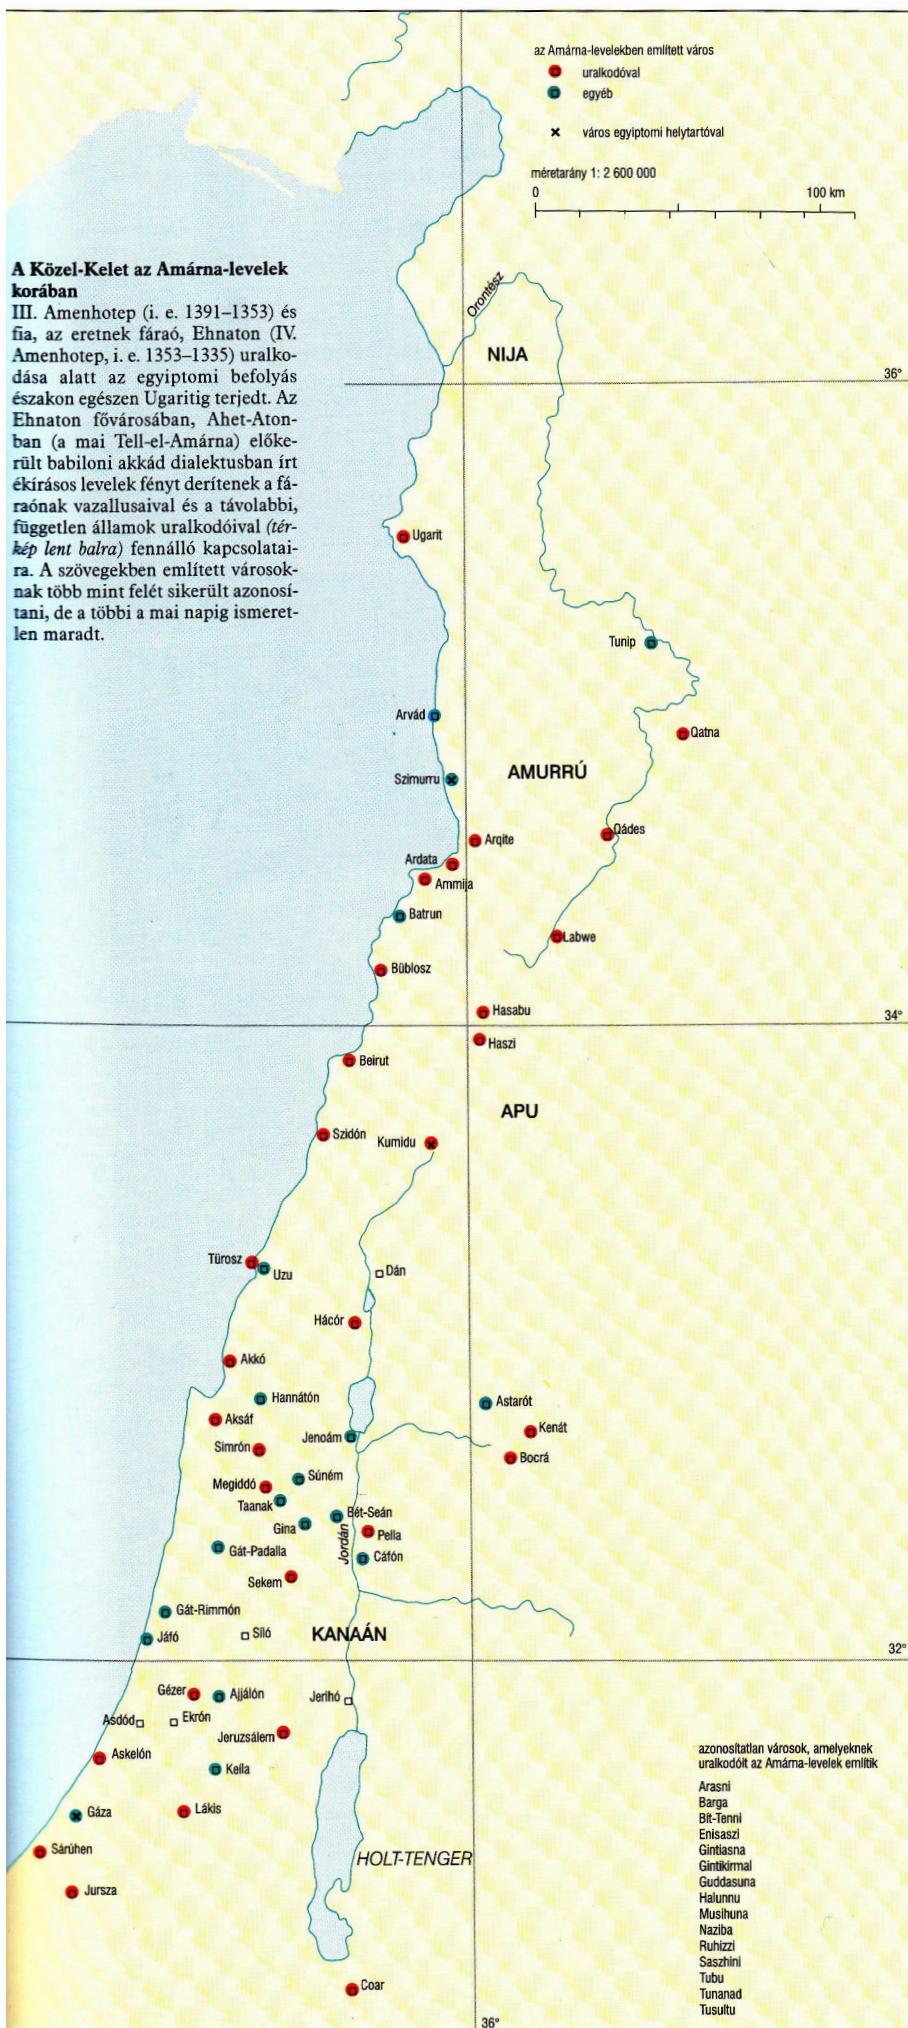 az Amárna-levelekben említett város
uralkodóval
egyéb
város egyiptomi helytartóval
méretarány 1: 2 600 000
0 100 km
A Közel-Kelet az Amárna-levelek
korában
III. Amenhotep (i. e. 1391–1353) és
fia, az eretnek fáraó, Ehnaton (IV.
Amenhotep, i. e. 1353–1335) uralko-
dása alatt az egyiptomi befolyás
északon egészen Ugaritig terjedt. Az
Ehnaton fővárosában, Ahet-Aton-
ban (a mai Tell-el-Amárna) előke-
rült babiloni akkád dialektusban írt
ékírásos levelek fényt derítenek a fá-
raónak vazallusaival és a távolabbi,
független államok uralkodóival (tér-
kép lent balra) fennálló kapcsolatai-
ra. A szövegekben említett városok-
nak több mint felét sikerült azonosí-
tani, de a többi a mai napig ismeret-
len maradt.
Orontész
NIJA
36°
Ugarit
Tunip
Arvád
Qatna
AMURRÚ
Szimurru
Qádes
Arqite
Ardata
Ammija
Batrun
Labwe
Büblosz
Hasabu
34°
Haszi
Beirut
APU
Szidón
Kumidu
Türosz
Uzu
Dán
Hácór
Akkó
Hannátón
Astarót
Aksáf
Kenát
Jenoám
Simrón
Bocrá
Súném
Megiddó
Taanak
Bét-Seán
Gina
Pella
Jordán
Gát-Padalla
Cáfón
Sekem
Gát-Rimmón
Síló
KANAÁN
Jáfó
32°
Gézer
Ajjálón
Jerihó
Asdód
Ekrón
Jeruzsálem
Askelón
Keíla
Gáza
Lákis
Sárúhen
HOLT-TENGER
Jursza
Coar
36°
azonosítatlan városok, amelyeknek
uralkodóit az Amárna-levelek említik
Arasni
Barga
Bít-Tenni
Enisaszi
Gintiasna
Gintikirmal
Guddasuna
Halunnu
Musihuna
Naziba
Ruhizzi
Saszhini
Tubu
Tunanad
Tusultu